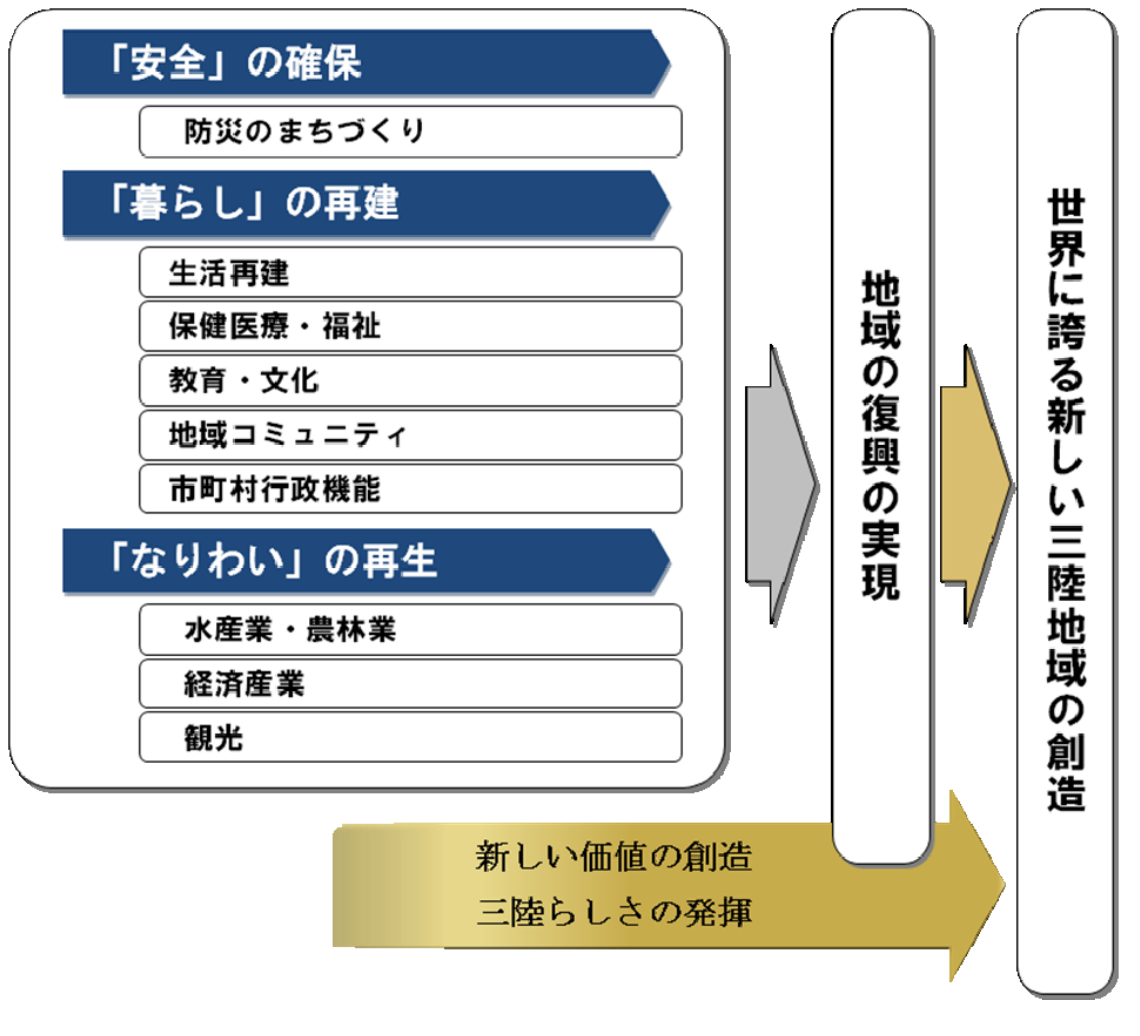 「安全」の確保
防災のまちづくり
「暮らし」の再建
生活再建
保健医療・福祉
教育・文化
地域コミュニティ
市町村行政機能
「なりわい」の再生
水産業・農林業
経済産業
観光
地域の復興の実現
世界に誇る新しい三陸地域の創造
新しい価値の創造
三陸らしさの発揮